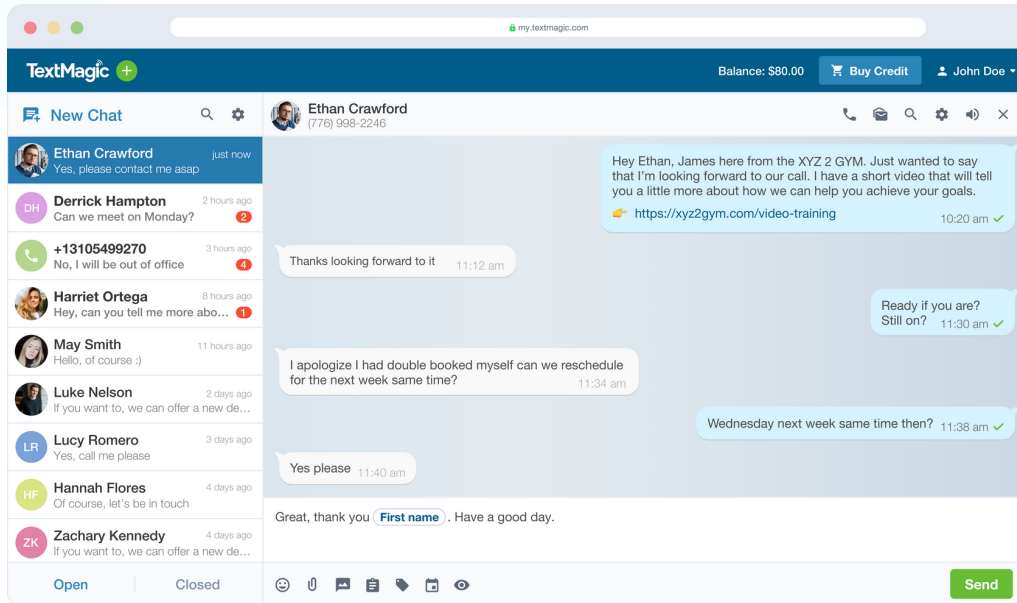 my.textmagic.com
TextMagic
Balance: $80.00
Buy Credit
John Doe
New Chat
Ethan Crawford
(776) 998-2246
Ethan Crawford just now
Yes, please contact me asap
DH
Derrick Hampton 2 hours ago
Can we meet on Monday? 2
+13105499270 3 hours ago
No, I will be out of office 4
Harriet Ortega 8 hours ago
Hey, can you tell me more abo... 1
May Smith 11 hours ago
Hello, of course :)
Luke Nelson 2 days ago
If you want to, we can offer a new de...
LR
Lucy Romero 3 days ago
Yes, call me please
HF
Hannah Flores 4 days ago
Of course, let's be in touch
ZK
Zachary Kennedy 4 days ago
If you want to, we can offer a new de...
Open
Closed
Hey Ethan, James here from the XYZ 2 GYM. Just wanted to say
that I'm looking forward to our call. I have a short video that will tell
you a little more about how we can help you achieve your goals.
👉 https://xyz2gym.com/video-training
10:20 am
Thanks looking forward to it 11:12 am
Ready if you are?
Still on? 11:30 am
I apologize I had double booked myself can we reschedule
for the next week same time? 11:34 am
Wednesday next week same time then? 11:38 am
Yes please 11:40 am
Great, thank you First name . Have a good day.
Send